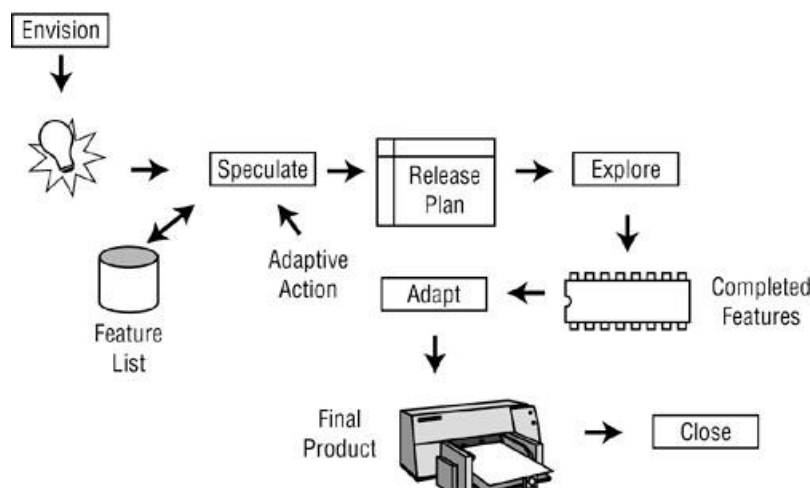 Envision
Speculate
Release
Plan
Explore
Feature
List
Adaptive
Action
Adapt
Completed
Features
Final
Product
Close